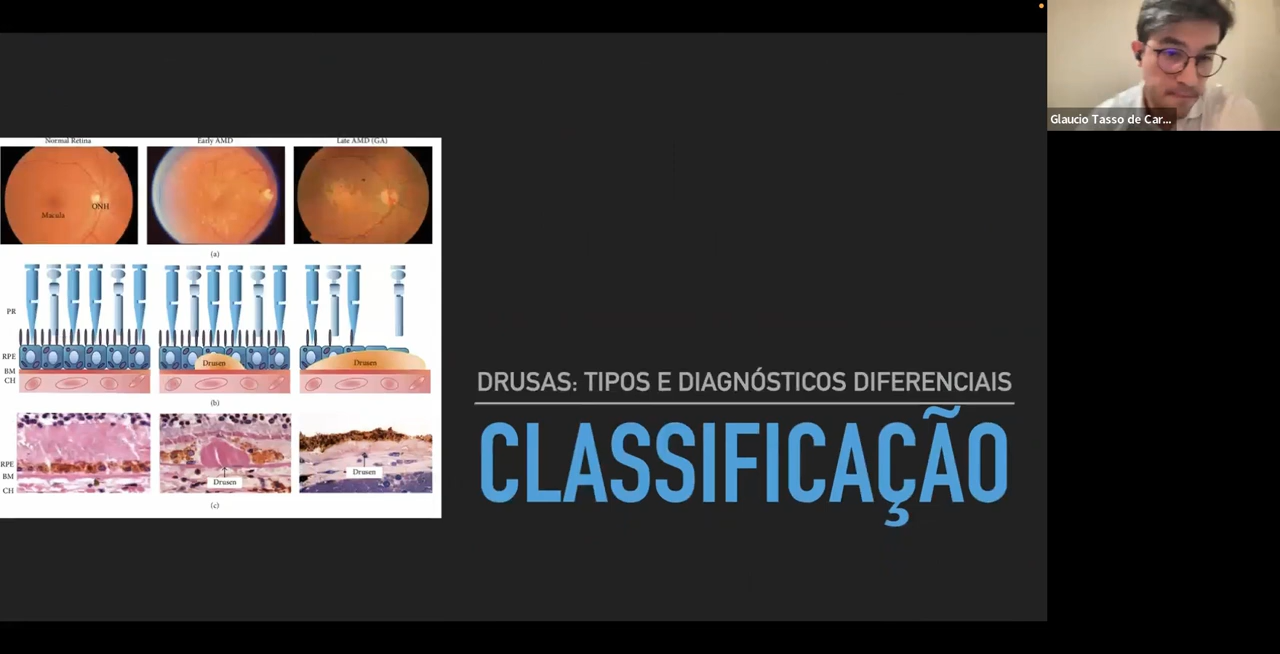 Glaucio Tasso de Car...
Normal Retina
Early AMD
Late AMD (GA)
Macula
ONH
(a)
PR
RPE
BM
CH
Drusen
Drusen
(b)
RPE
BM
CH
Drusen
Drusen
(c)
DRUSAS: TIPOS E DIAGNÓSTICOS DIFERENCIAIS
CLASSIFICAÇÃO